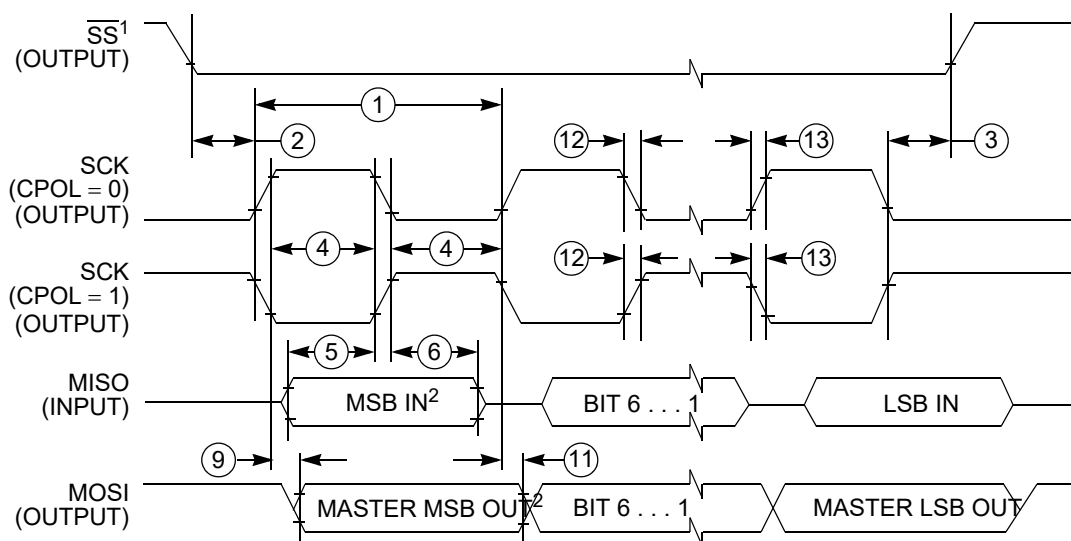 SS¹
(OUTPUT)
1
2
12
13
3
SCK
(CPOL = 0)
(OUTPUT)
4
4
SCK
(CPOL = 1)
(OUTPUT)
12
13
5
6
MISO
(INPUT)
MSB IN²
BIT 6 . . . 1
LSB IN
9
11
MOSI
(OUTPUT)
MASTER MSB OUT²
BIT 6 . . . 1
MASTER LSB OUT